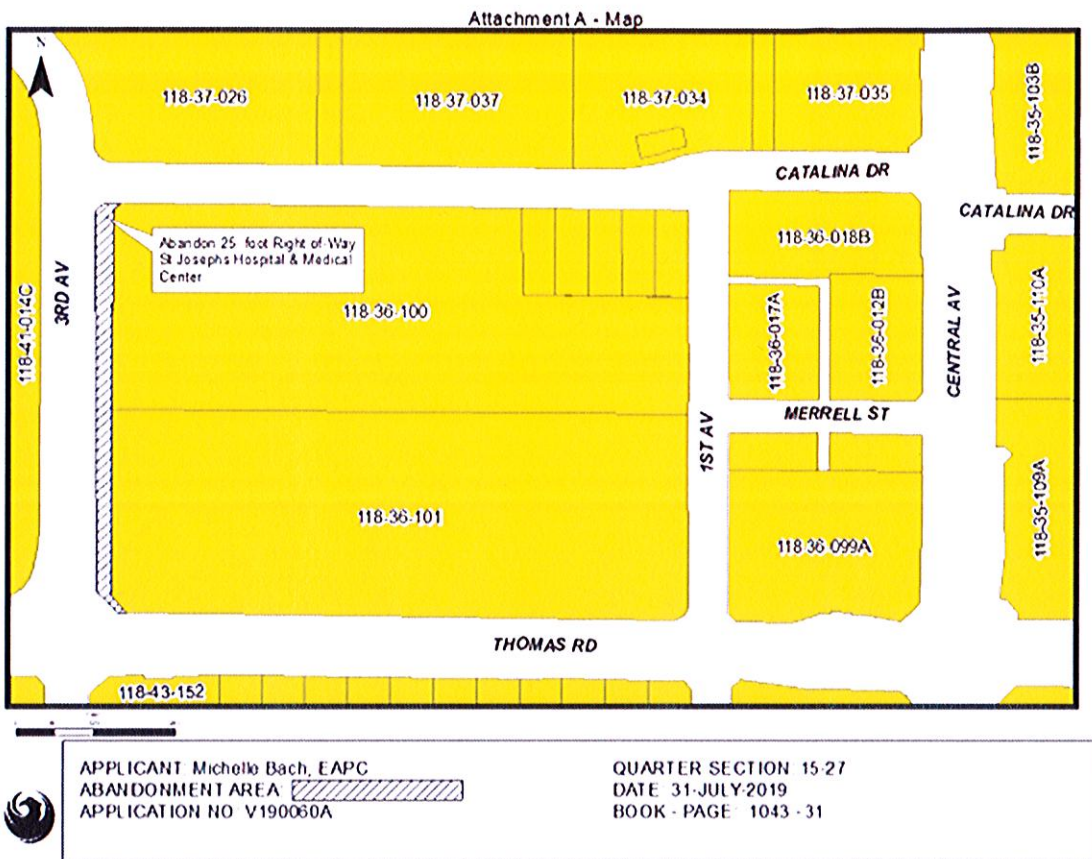 Attachment A - Map
N
118-37-026
118-37-037
118-37-034
118-37-035
118-35-103B
CATALINA DR
CATALINA DR
118-36-018B
Abandon 25 foot Right of Way
St Josephs Hospital & Medical
Center
3RD AV
118-41-014C
118-36-100
118-36-017A
118-36-012B
CENTRAL AV
118-35-110A
MERRELL ST
1ST AV
118-36-101
118 36-099A
118-35-109A
THOMAS RD
118-43-152
APPLICANT: Michelle Bach, EAPC
ABANDONMENT AREA:
APPLICATION NO V190060A
QUARTER SECTION 15-27
DATE 31-JULY-2019
BOOK - PAGE: 1043 - 31